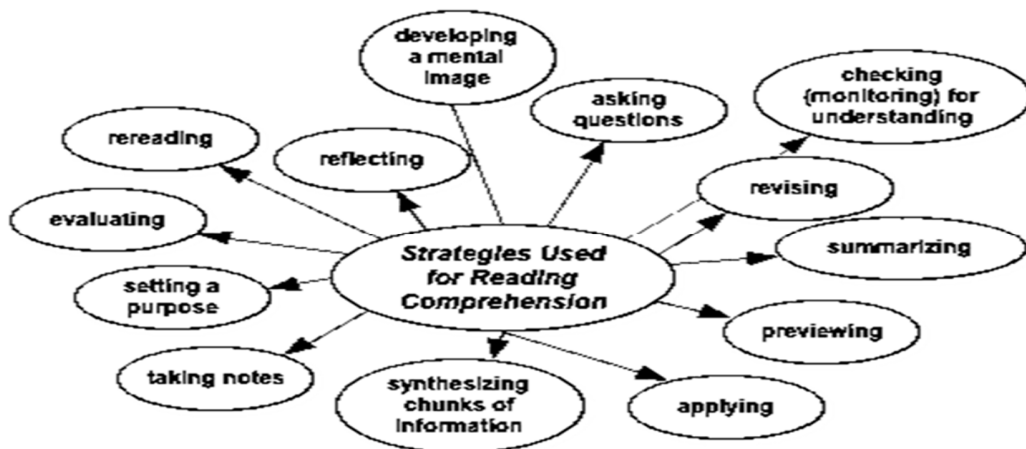 developing
a mental
image
asking
questions
checking
(monitoring) for
understanding
rereading
reflecting
revising
evaluating
Strategies Used
for Reading
Comprehension
summarizing
setting a
purpose
previewing
taking notes
synthesizing
chunks of
information
applying